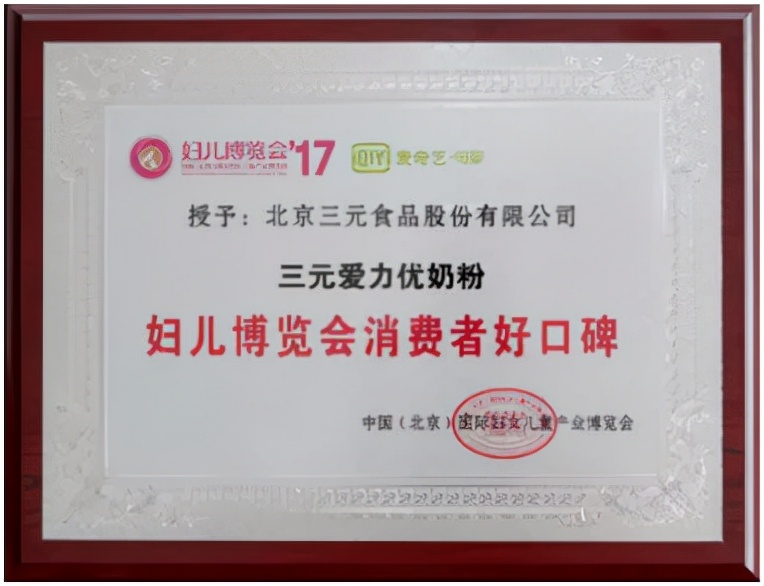 妇儿博览会'17 QIY 爱奇艺·母婴
授予：北京三元食品股份有限公司
三元爱力优奶粉
妇儿博览会消费者好口碑
中国（北京）国际妇女儿童产业博览会